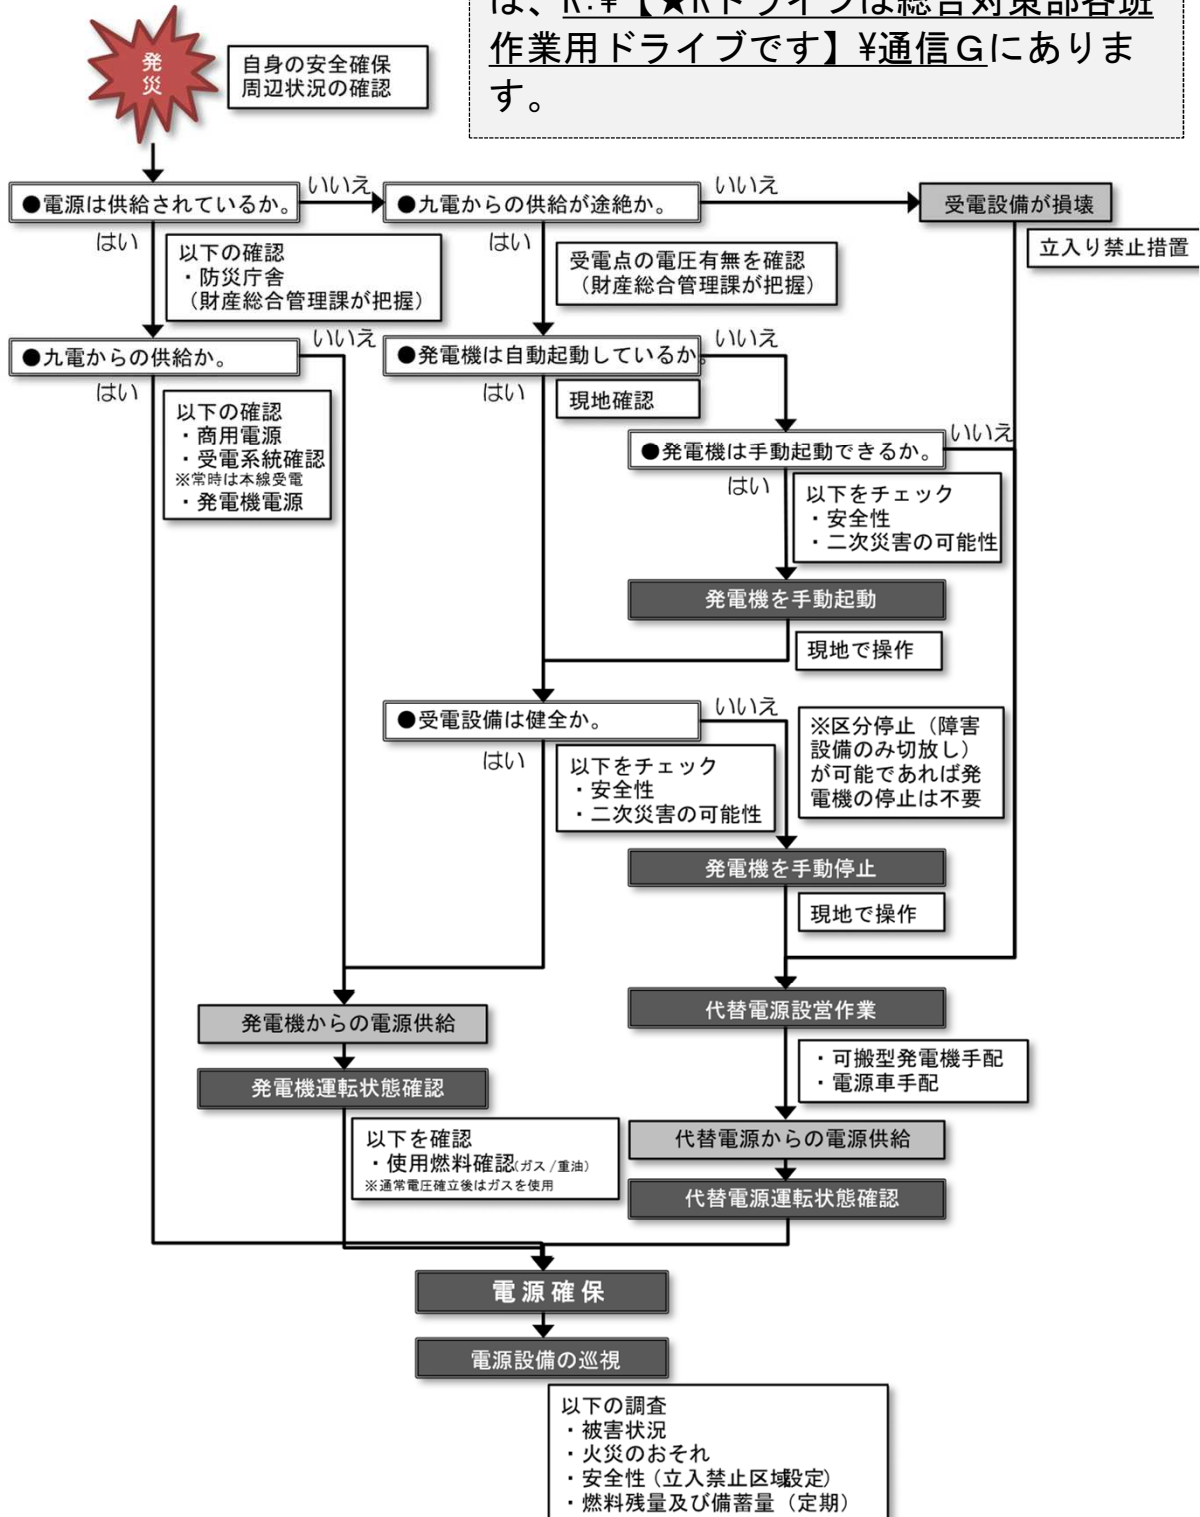 は、R:¥【★Rドライブは総合対策部各班
作業用ドライブです】¥通信Ｇにありま
す。
発
災
自身の安全確保
周辺状況の確認
●電源は供給されているか。
いいえ
●九電からの供給が途絶か。
いいえ
受電設備が損壊
はい
以下の確認
・防災庁舎
（財産総合管理課が把握）
はい
受電点の電圧有無を確認
（財産総合管理課が把握）
立入り禁止措置
●九電からの供給か。
いいえ
●発電機は自動起動しているか。
いいえ
はい
以下の確認
・商用電源
・受電系統確認
※常時は本線受電
・発電機電源
はい
現地確認
●発電機は手動起動できるか。
いいえ
はい
以下をチェック
・安全性
・二次災害の可能性
発電機を手動起動
現地で操作
●受電設備は健全か。
いいえ
はい
以下をチェック
・安全性
・二次災害の可能性
※区分停止（障害
設備のみ切放し）
が可能であれば発
電機の停止は不要
発電機を手動停止
現地で操作
発電機からの電源供給
代替電源設営作業
・可搬型発電機手配
・電源車手配
発電機運転状態確認
以下を確認
・使用燃料確認(ガス/重油)
※通常電圧確立後はガスを使用
代替電源からの電源供給
代替電源運転状態確認
電源確保
電源設備の巡視
以下の調査
・被害状況
・火災のおそれ
・安全性（立入禁止区域設定）
・燃料残量及び備蓄量（定期）